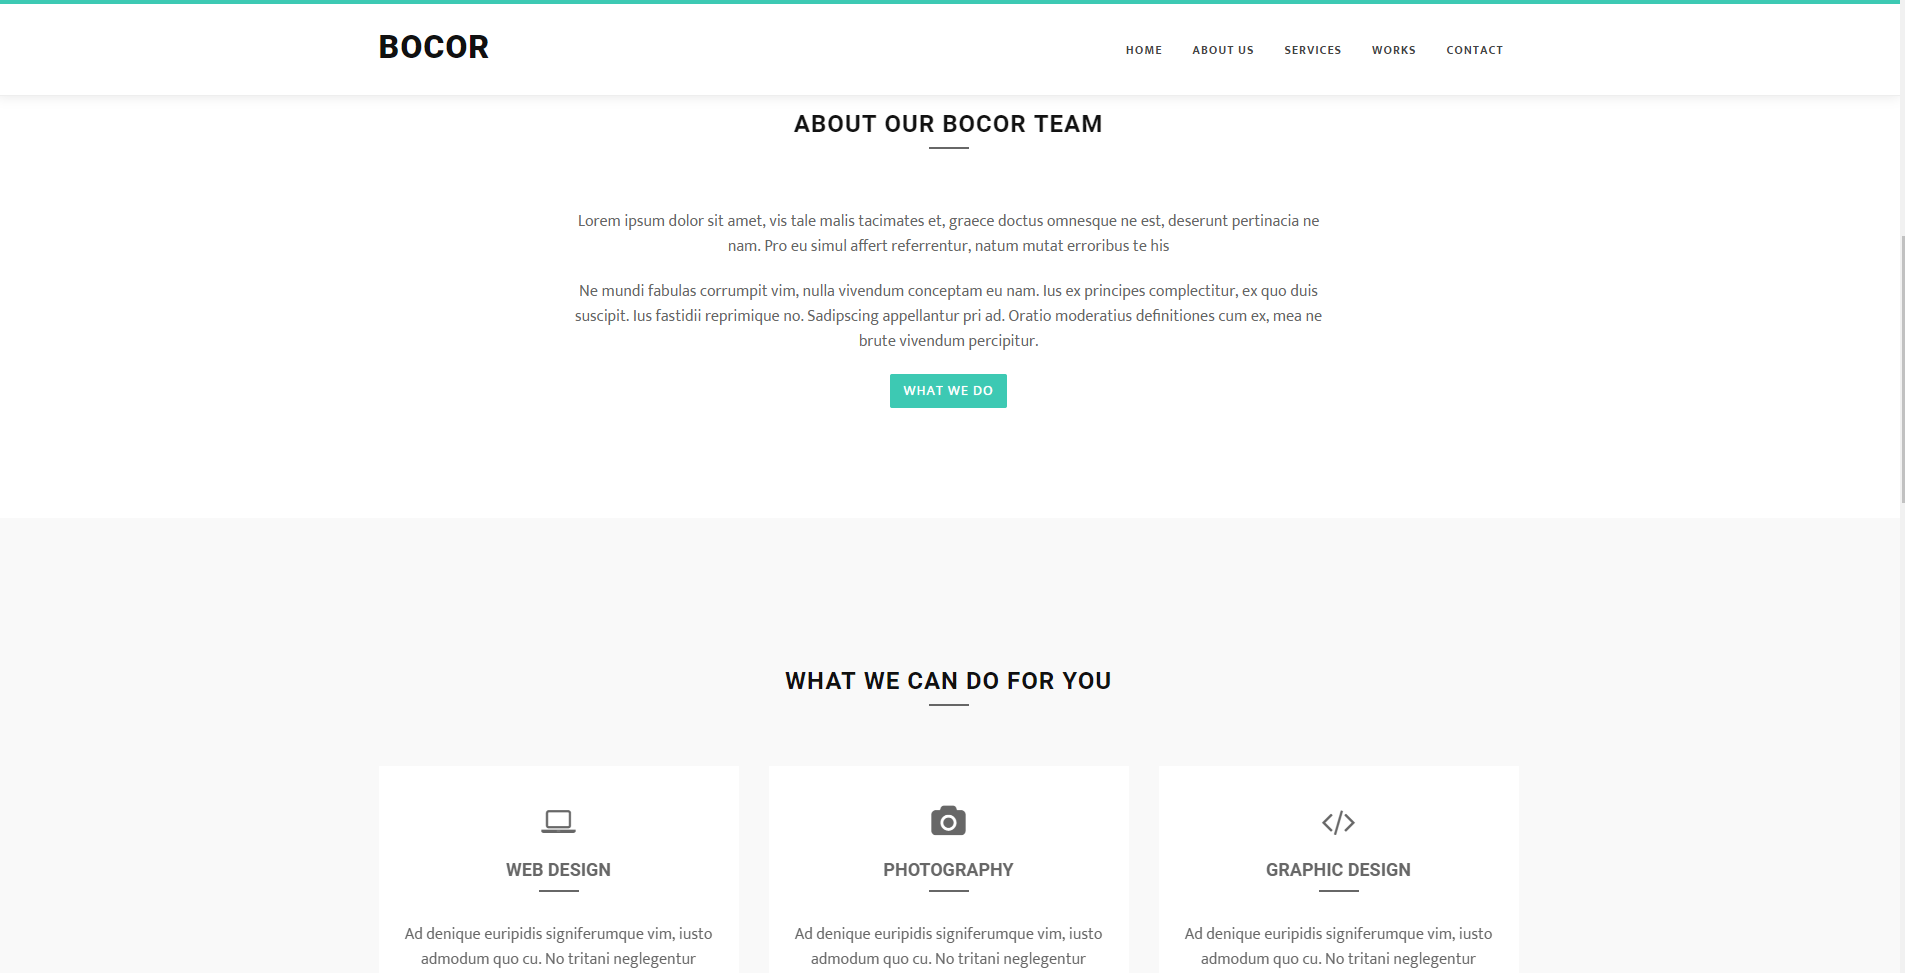 BOCOR
HOME ABOUT US SERVICES WORKS CONTACT
ABOUT OUR BOCOR TEAM
Lorem ipsum dolor sit amet, vis tale malis tacimates et, graece doctus omnesque ne est, deserunt pertinacia ne
nam. Pro eu simul affert referrentur, natum mutat erroribus te his
Ne mundi fabulas corrumpit vim, nulla vivendum conceptam eu nam. Ius ex principes complectitur, ex quo duis
suscipit. Ius fastidii reprimique no. Sadipscing appellantur pri ad. Oratio moderatius definitiones cum ex, mea ne
brute vivendum percipitur.
WHAT WE DO
WHAT WE CAN DO FOR YOU
WEB DESIGN
Ad denique euripidis signiferumque vim, iusto
admodum quo cu. No tritani neglegentur
PHOTOGRAPHY
Ad denique euripidis signiferumque vim, iusto
admodum quo cu. No tritani neglegentur
GRAPHIC DESIGN
Ad denique euripidis signiferumque vim, iusto
admodum quo cu. No tritani neglegentur